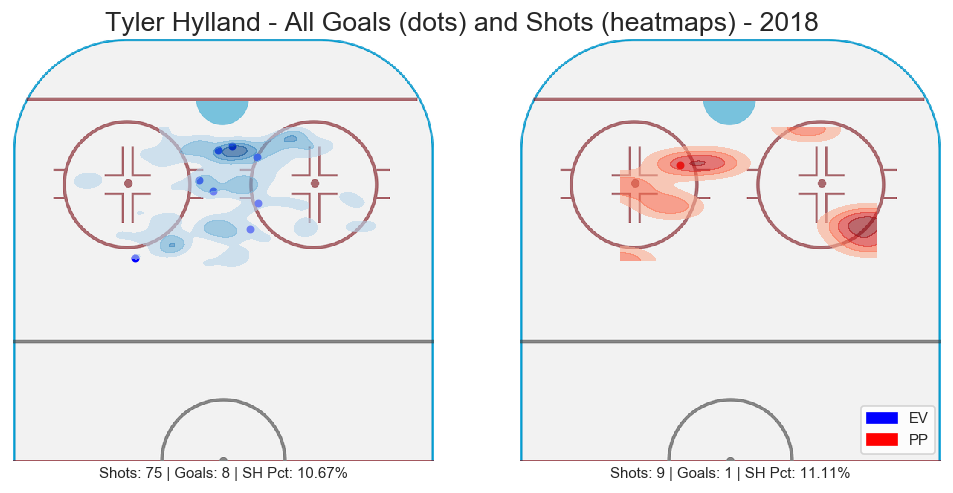 Tyler Hylland - All Goals (dots) and Shots (heatmaps) - 2018
EV
PP
Shots: 75 | Goals: 8 | SH Pct: 10.67%
Shots: 9 | Goals: 1 | SH Pct: 11.11%